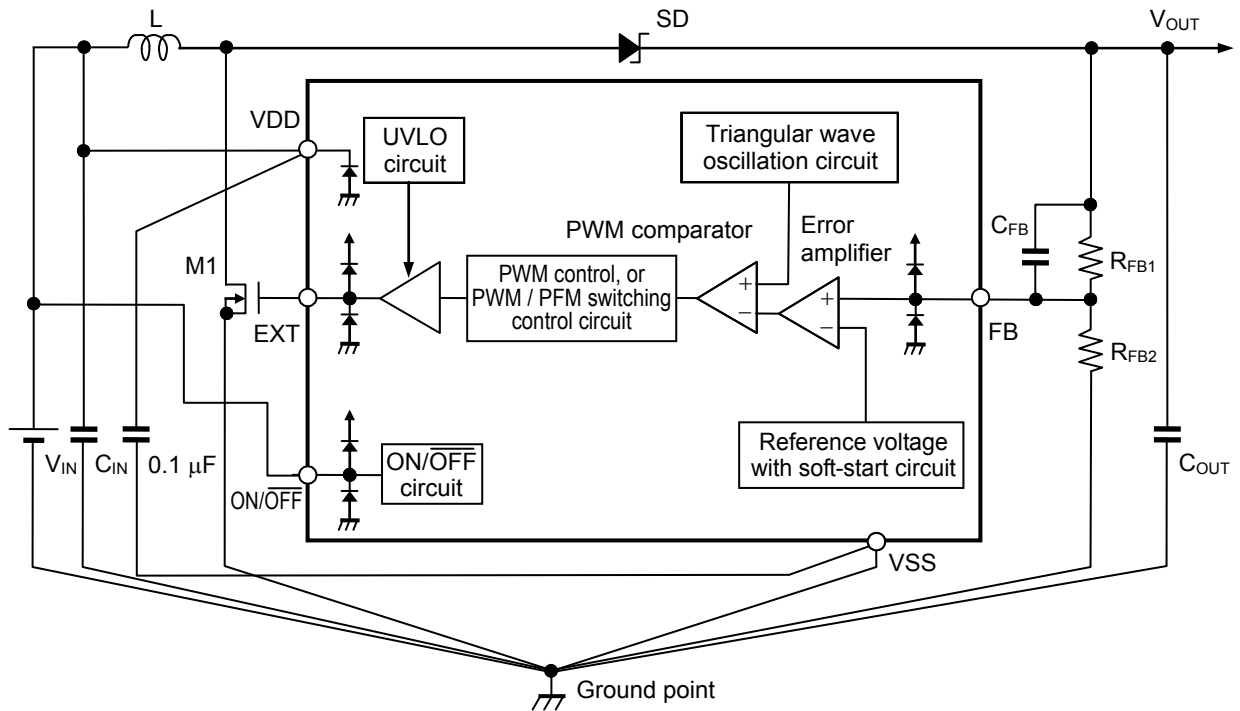 L
SD
VOUT
VDD
UVLO
circuit
Triangular wave
oscillation circuit
PWM comparator
Error
amplifier
CFB
RFB1
M1
PWM control, or
PWM / PFM switching
control circuit
+
−
+
−
EXT
FB
RFB2
VIN
CIN
0.1 μF
ON/O̅F̅F̅
circuit
ON/O̅F̅F̅
Reference voltage
with soft-start circuit
COUT
VSS
Ground point